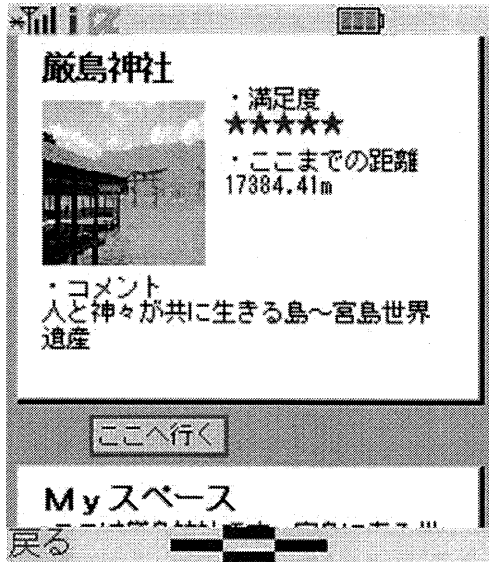 厳島神社
・満足度
★★★★★
・ここまでの距離
17384.41m
・コメント
人と神々が共に生きる島~宮島世界
遺産
ここへ行く
Myスペース
戻る